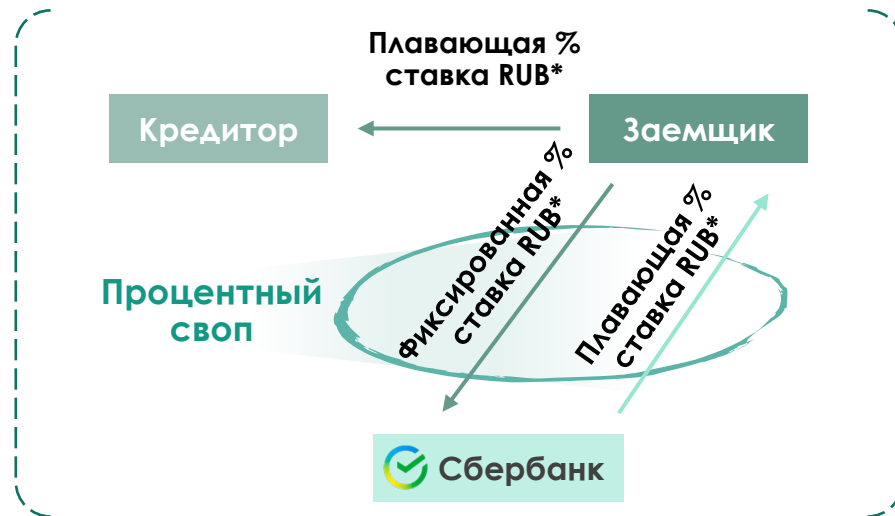 Плавающая %
ставка RUB*
Кредитор
Заемщик
Фиксированная %
ставка RUB*
Плавающая %
ставка RUB*
Процентный
своп
Сбербанк